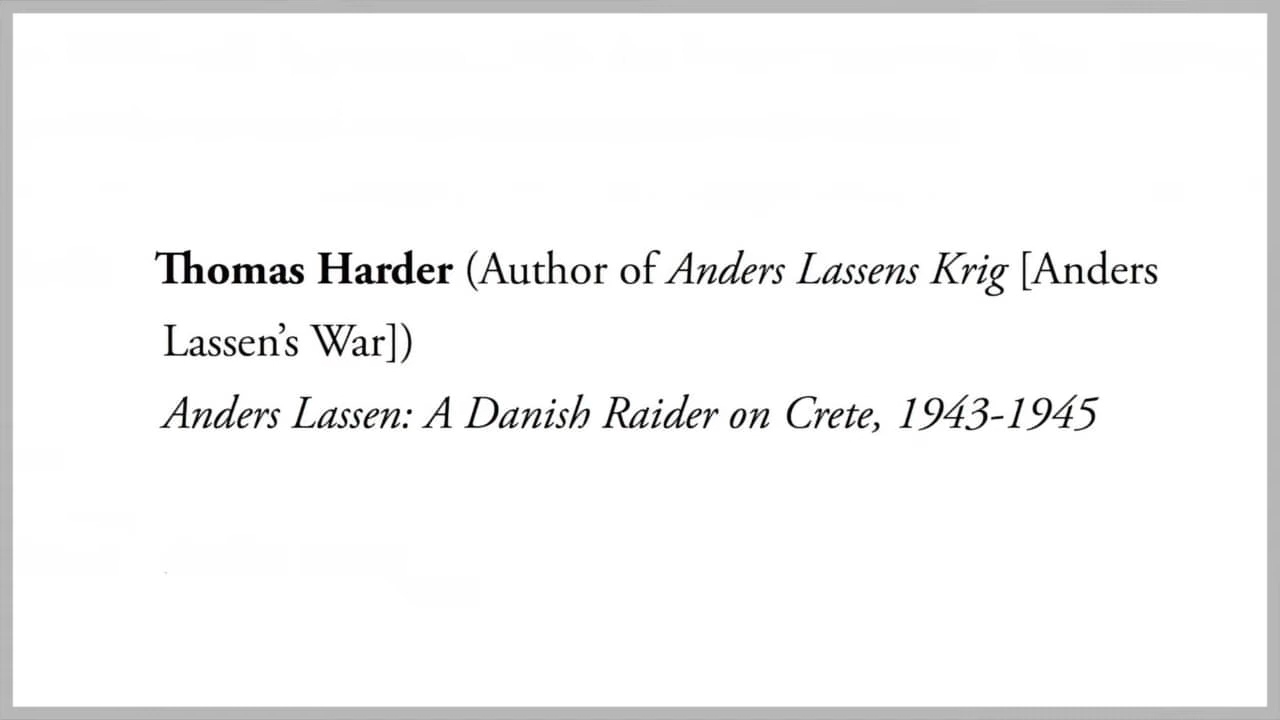 Thomas Harder (Author of Anders Lassens Krig [Anders
Lassen’s War])
Anders Lassen: A Danish Raider on Crete, 1943-1945